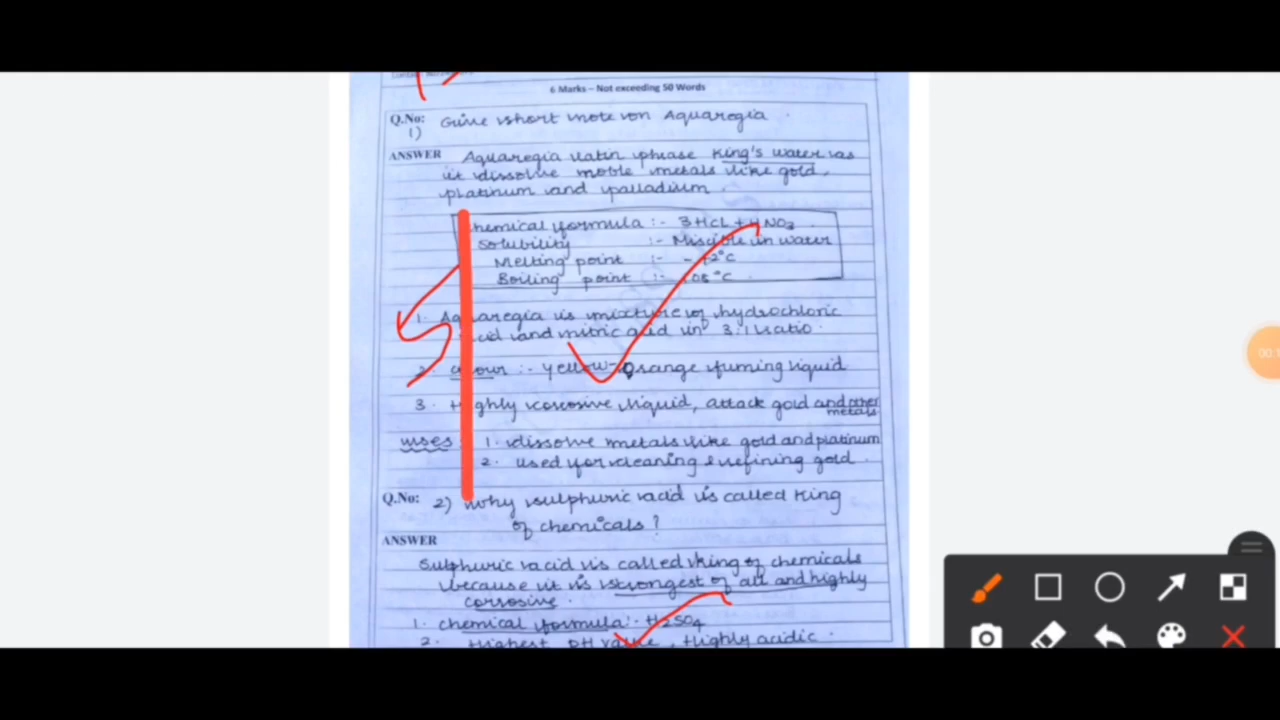 6 Marks – Not exceeding 50 Words
Q.No: 1) Give short note on Aquaregia.
ANSWER Aquaregia latin phrase King's water as
it dissolve noble metals like gold,
platinum and palladium.
Chemical formula :- 3HCL + HNO3
Solubility :- Miscible in water
Melting point :- -42°C
Boiling point :- 108°C.
1. Aquaregia is mixture of hydrochloric
acid and nitric acid in 3:1 ratio.
2. Colour :- Yellow-Orange fuming liquid
3. Highly corrosive liquid, attack gold and other
metals
uses 1. dissolve metals like gold and platinum
2. used for cleaning & refining gold.
Q.No: 2) Why sulphuric acid is called King
of chemicals?
ANSWER
Sulphuric acid is called king of chemicals
because it is strongest of all and highly
corrosive.
1. chemical formula :- H2SO4
2. Highest pH value, Highly acidic.